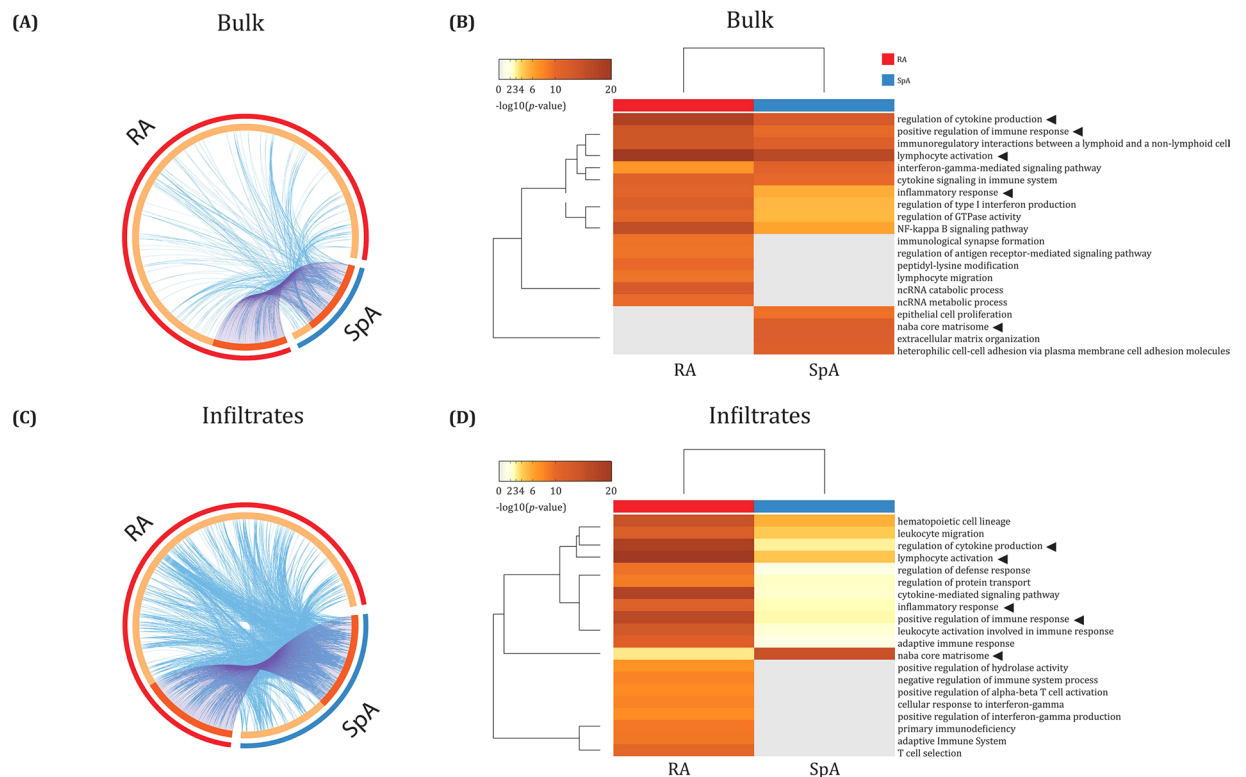 (A)
Bulk
RA
SpA
(B)
Bulk
0 234 6 10 20
-log10(p-value)
RA
SpA
regulation of cytokine production
positive regulation of immune response
immunoregulatory interactions between a lymphoid and a non-lymphoid cell
lymphocyte activation
interferon-gamma-mediated signaling pathway
cytokine signaling in immune system
inflammatory response
regulation of type I interferon production
regulation of GTPase activity
NF-kappa B signaling pathway
immunological synapse formation
regulation of antigen receptor-mediated signaling pathway
peptidyl-lysine modification
lymphocyte migration
ncRNA catabolic process
ncRNA metabolic process
epithelial cell proliferation
naba core matrisome
extracellular matrix organization
heterophilic cell-cell adhesion via plasma membrane cell adhesion molecules
RA SpA
(C)
Infiltrates
RA
SpA
(D)
Infiltrates
0 234 6 10 20
-log10(p-value)
hematopoietic cell lineage
leukocyte migration
regulation of cytokine production
lymphocyte activation
regulation of defense response
regulation of protein transport
cytokine-mediated signaling pathway
inflammatory response
positive regulation of immune response
leukocyte activation involved in immune response
adaptive immune response
naba core matrisome
positive regulation of hydrolase activity
negative regulation of immune system process
positive regulation of alpha-beta T cell activation
cellular response to interferon-gamma
positive regulation of interferon-gamma production
primary immunodeficiency
adaptive Immune System
T cell selection
RA SpA